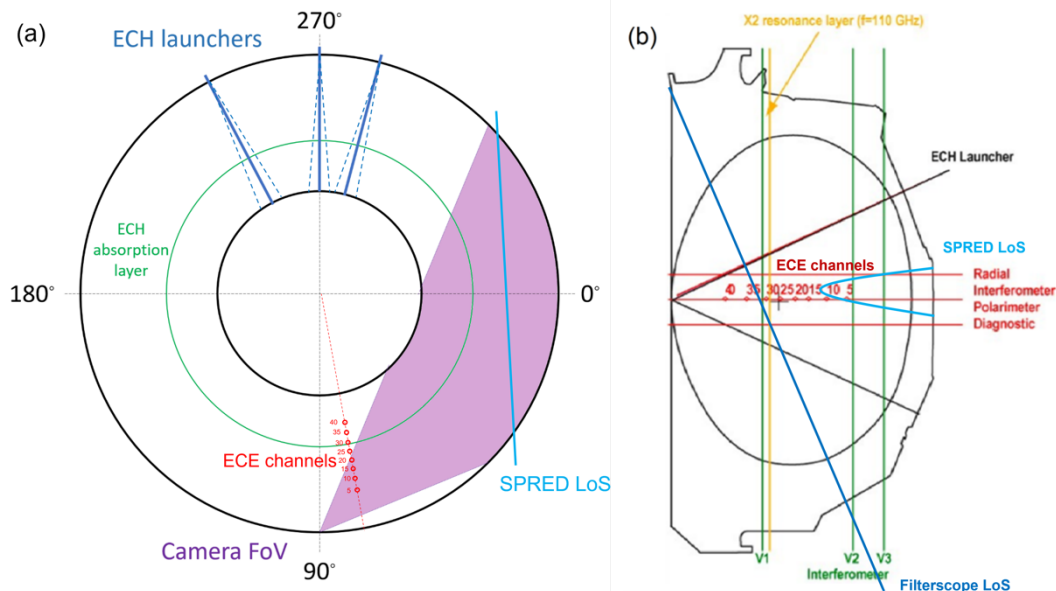 (a)
270°
ECH launchers
ECH
absorption
layer
180°
0°
40
35
30
25
20
15
10
5
ECE channels
SPRED LoS
Camera FoV
90°
(b)
X2 resonance layer (f=110 GHz)
ECH Launcher
SPRED LoS
ECE channels
Radial
40 35 30 25 20 15 10 5
Interferometer
Polarimeter
Diagnostic
V1 V2 V3
Interferometer
Filterscope LoS